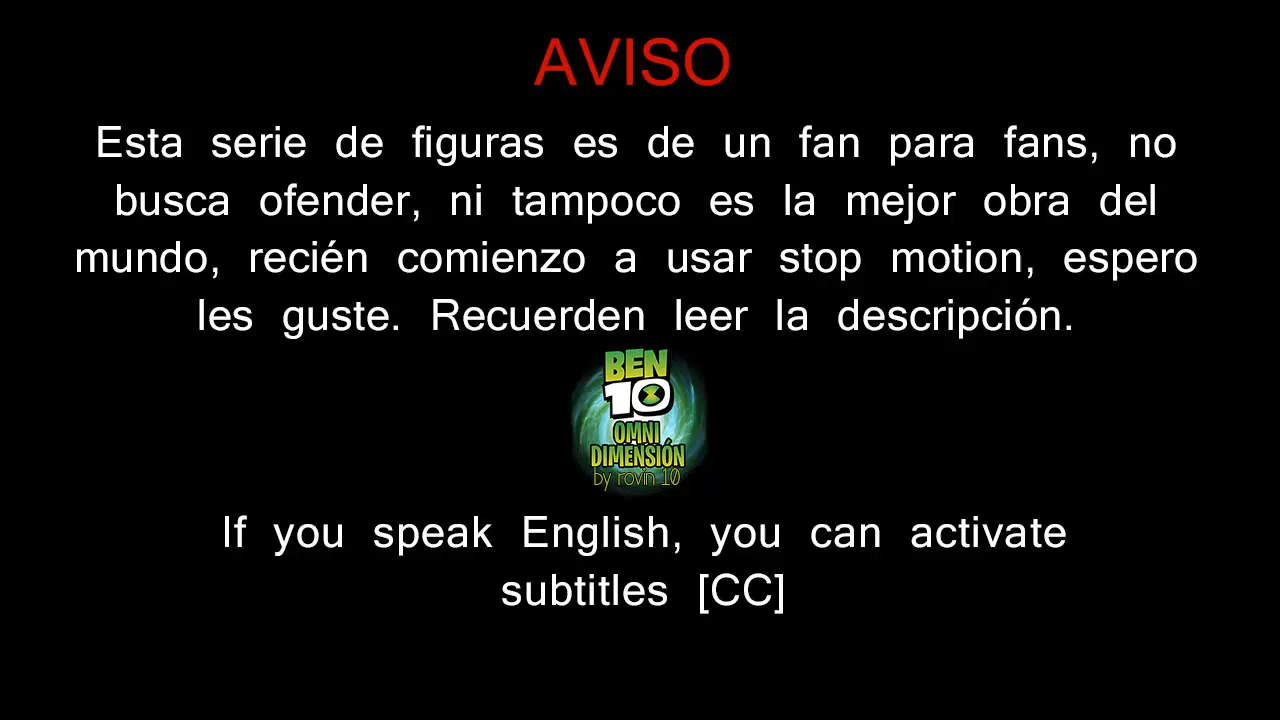 AVISO
Esta serie de figuras es de un fan para fans, no
busca ofender, ni tampoco es la mejor obra del
mundo, recién comienzo a usar stop motion, espero
les guste. Recuerden leer la descripción.
BEN
10
OMNI
DIMENSIÓN
by rovin 10
If you speak English, you can activate
subtitles [CC]